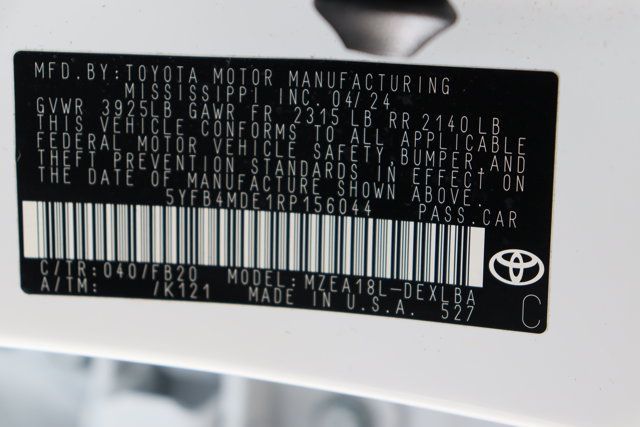 MFD.BY:TOYOTA MOTOR MANUFACTURING
MISSISSIPPI INC. 04/24
GVWR 3925LB GAWR FR 2315 LB RR 2140 LB
THIS VEHICLE CONFORMS TO ALL APPLICABLE
FEDERAL MOTOR VEHICLE SAFETY, BUMPER AND
THEFT PREVENTION STANDARDS IN EFFECT ON
THE DATE OF MANUFACTURE SHOWN ABOVE.
5YFB4MDE1RP156044 PASS.CAR
C/TR:040/FB20 MODEL:MZEA18L-DEXLBA
A/TM: /K121 MADE IN U.S.A. 527
C